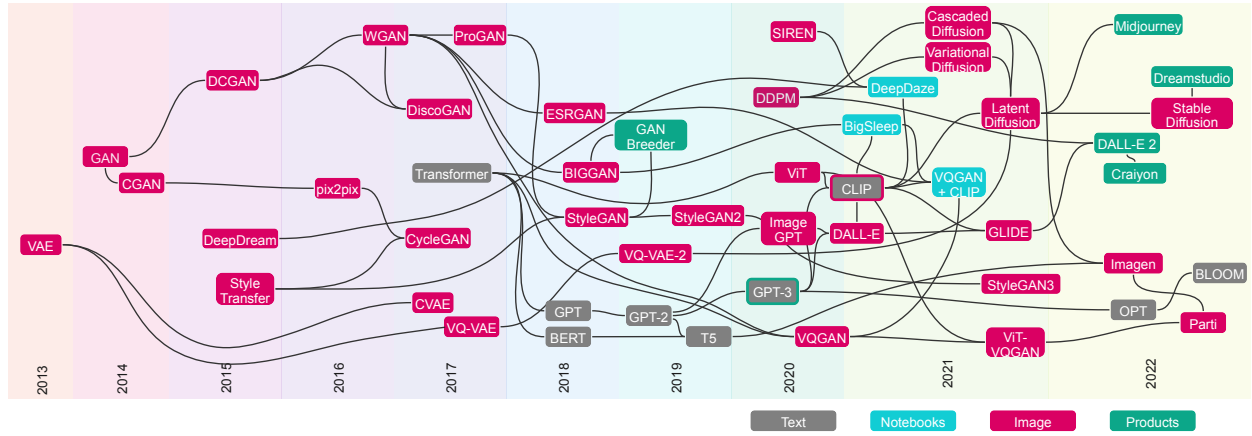 Cascaded
Diffusion
Midjourney
SIREN
WGAN
ProGAN
Variational
Diffusion
DCGAN
DeepDaze
Dreamstudio
DDPM
DiscoGAN
ESRGAN
Latent
Diffusion
Stable
Diffusion
BigSleep
GAN
Breeder
DALL-E 2
GAN
Craiyon
Transformer
BIGGAN
ViT
CGAN
pix2pix
CLIP
VQGAN
+ CLIP
StyleGAN
StyleGAN2
Image
GPT
DALL-E
GLIDE
DeepDream
CycleGAN
VAE
VQ-VAE-2
Imagen
BLOOM
Style
Transfer
GPT-3
StyleGAN3
CVAE
GPT
GPT-2
OPT
VQ-VAE
Parti
BERT
T5
VQGAN
ViT-
VQGAN
2013
2014
2015
2016
2017
2018
2019
2020
2021
2022
Text
Notebooks
Image
Products